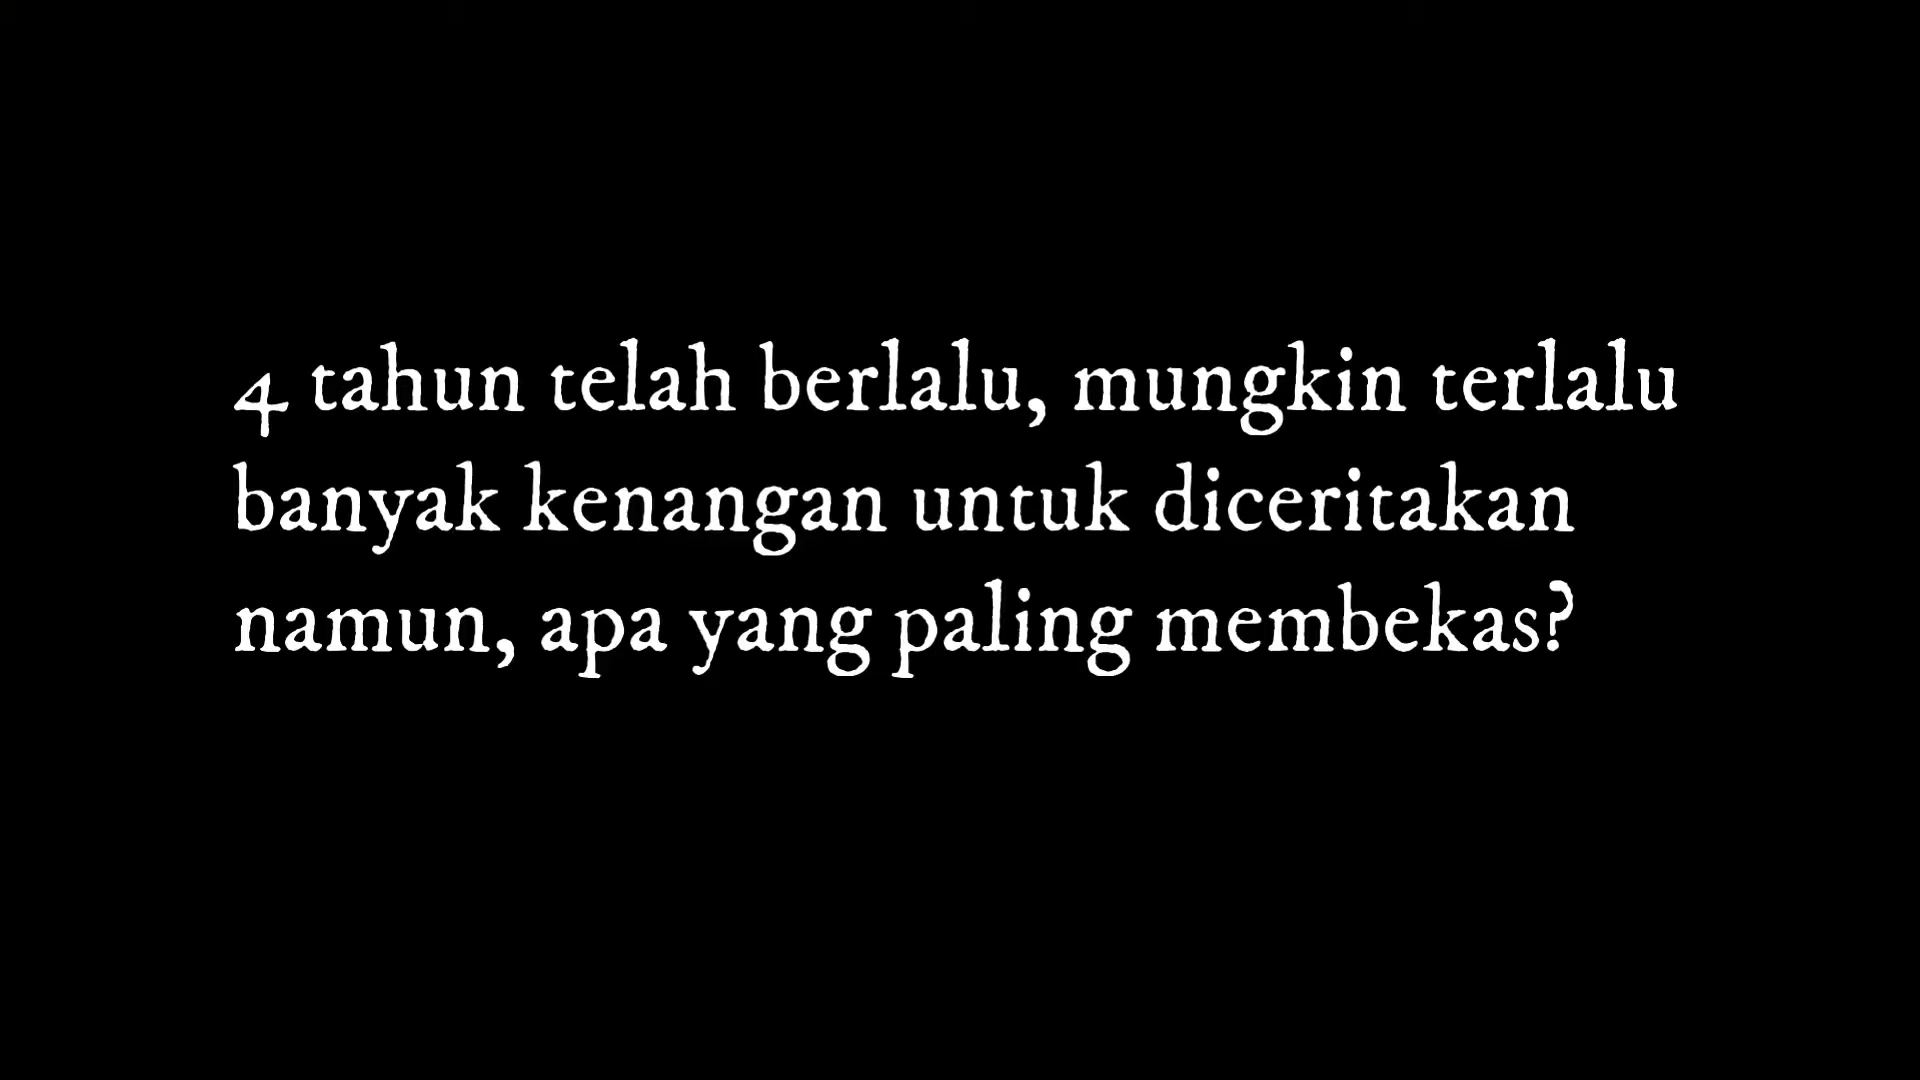 4 tahun telah berlalu, mungkin terlalu
banyak kenangan untuk diceritakan
namun, apa yang paling membekas?